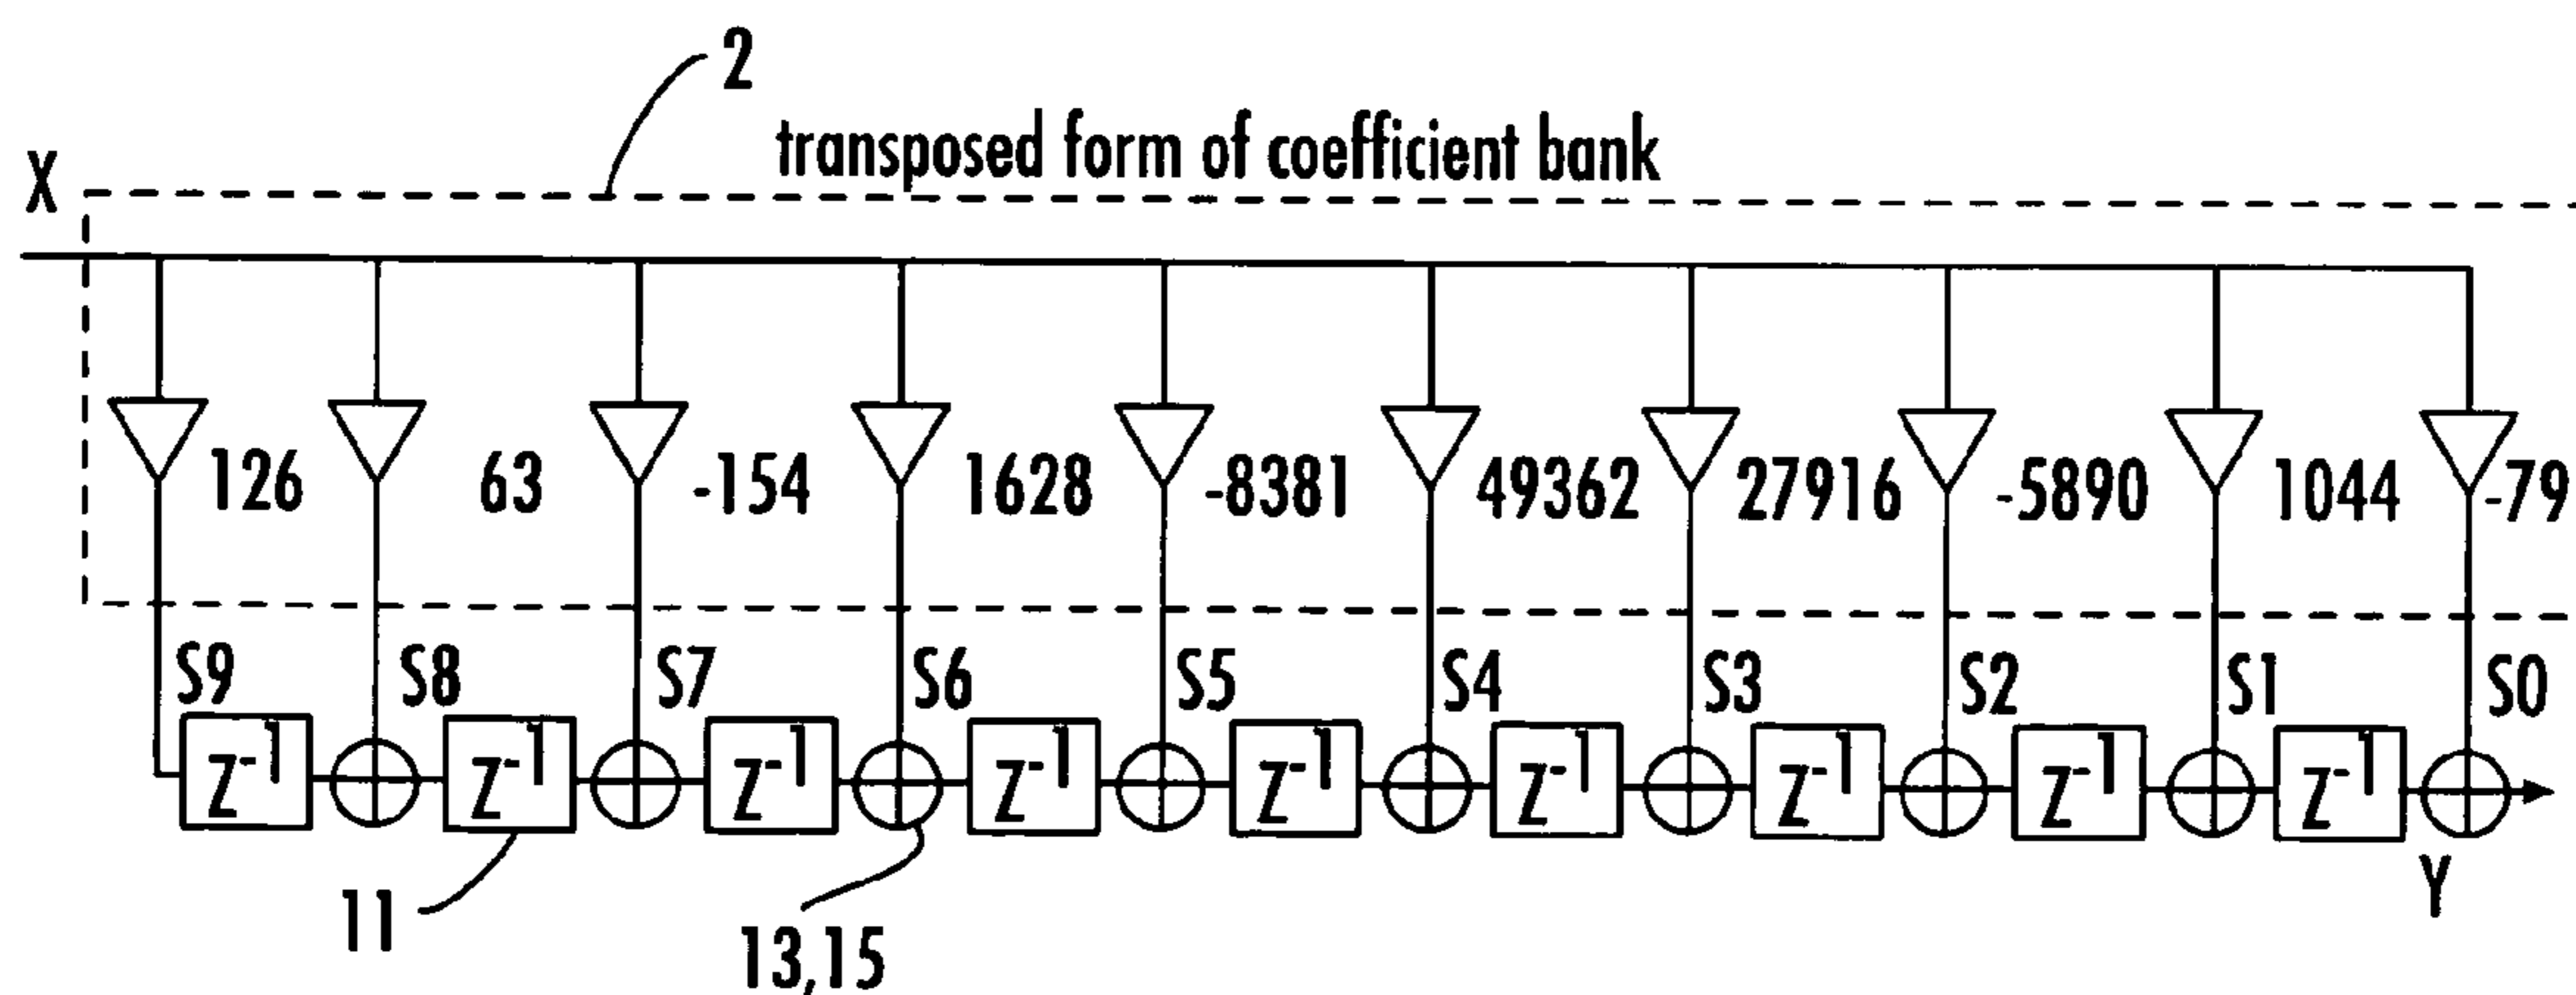 2
transposed form of coefficient bank
X
126 63 -154 1628 -8381 49362 27916 -5890 1044 -79
S9 S8 S7 S6 S5 S4 S3 S2 S1 S0
Z-1 Z-1 Z-1 Z-1 Z-1 Z-1 Z-1 Z-1 Z-1
Y
11
13,15